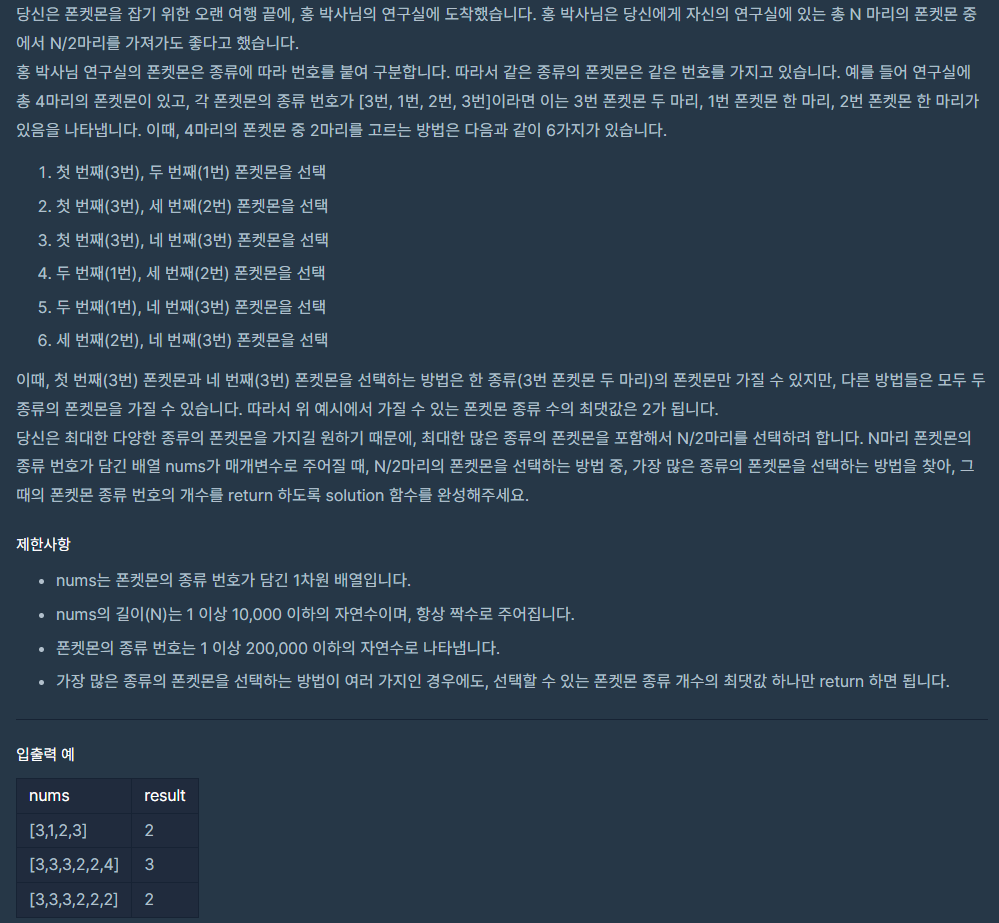 당신은 폰켓몬을 잡기 위한 오랜 여행 끝에, 홍 박사님의 연구실에 도착했습니다. 홍 박사님은 당신에게 자신의 연구실에 있는 총 N 마리의 폰켓몬 중
에서 N/2마리를 가져가도 좋다고 했습니다.
홍 박사님 연구실의 폰켓몬은 종류에 따라 번호를 붙여 구분합니다. 따라서 같은 종류의 폰켓몬은 같은 번호를 가지고 있습니다. 예를 들어 연구실에
총 4마리의 폰켓몬이 있고, 각 폰켓몬의 종류 번호가 [3번, 1번, 2번, 3번]이라면 이는 3번 폰켓몬 두 마리, 1번 폰켓몬 한 마리, 2번 폰켓몬 한 마리가
있음을 나타냅니다. 이때, 4마리의 폰켓몬 중 2마리를 고르는 방법은 다음과 같이 6가지가 있습니다.
1. 첫 번째(3번), 두 번째(1번) 폰켓몬을 선택
2. 첫 번째(3번), 세 번째(2번) 폰켓몬을 선택
3. 첫 번째(3번), 네 번째(3번) 폰켓몬을 선택
4. 두 번째(1번), 세 번째(2번) 폰켓몬을 선택
5. 두 번째(1번), 네 번째(3번) 폰켓몬을 선택
6. 세 번째(2번), 네 번째(3번) 폰켓몬을 선택
이때, 첫 번째(3번) 폰켓몬과 네 번째(3번) 폰켓몬을 선택하는 방법은 한 종류(3번 폰켓몬 두 마리)의 폰켓몬만 가질 수 있지만, 다른 방법들은 모두 두
종류의 폰켓몬을 가질 수 있습니다. 따라서 위 예시에서 가질 수 있는 폰켓몬 종류 수의 최댓값은 2가 됩니다.
당신은 최대한 다양한 종류의 폰켓몬을 가지길 원하기 때문에, 최대한 많은 종류의 폰켓몬을 포함해서 N/2마리를 선택하려 합니다. N마리 폰켓몬의
종류 번호가 담긴 배열 nums가 매개변수로 주어질 때, N/2마리의 폰켓몬을 선택하는 방법 중, 가장 많은 종류의 폰켓몬을 선택하는 방법을 찾아, 그
때의 폰켓몬 종류 번호의 개수를 return 하도록 solution 함수를 완성해주세요.
제한사항
• nums는 폰켓몬의 종류 번호가 담긴 1차원 배열입니다.
• nums의 길이(N)는 1 이상 10,000 이하의 자연수이며, 항상 짝수로 주어집니다.
• 폰켓몬의 종류 번호는 1 이상 200,000 이하의 자연수로 나타냅니다.
• 가장 많은 종류의 폰켓몬을 선택하는 방법이 여러 가지인 경우에도, 선택할 수 있는 폰켓몬 종류 개수의 최댓값 하나만 return 하면 됩니다.
입출력 예
nums result
[3,1,2,3] 2
[3,3,3,2,2,4] 3
[3,3,3,2,2,2] 2